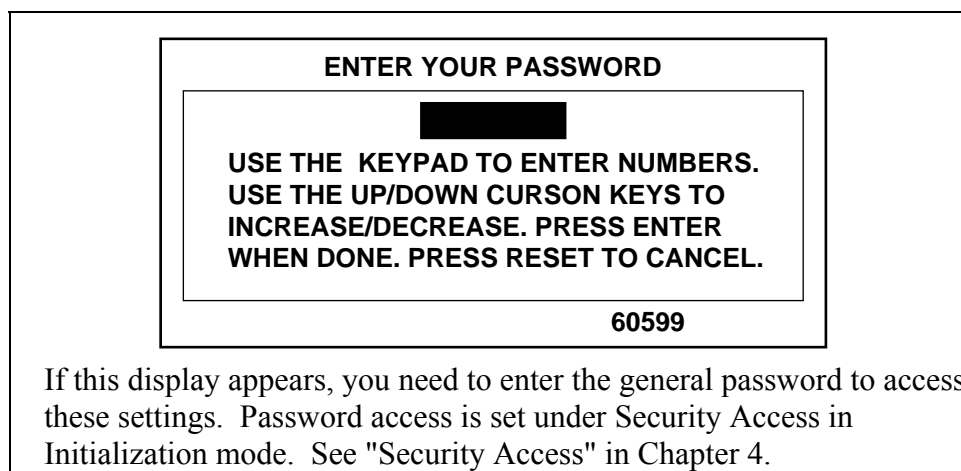 ENTER YOUR PASSWORD
USE THE KEYPAD TO ENTER NUMBERS.
USE THE UP/DOWN CURSON KEYS TO
INCREASE/DECREASE. PRESS ENTER
WHEN DONE. PRESS RESET TO CANCEL.
60599
If this display appears, you need to enter the general password to access
these settings. Password access is set under Security Access in
Initialization mode. See "Security Access" in Chapter 4.